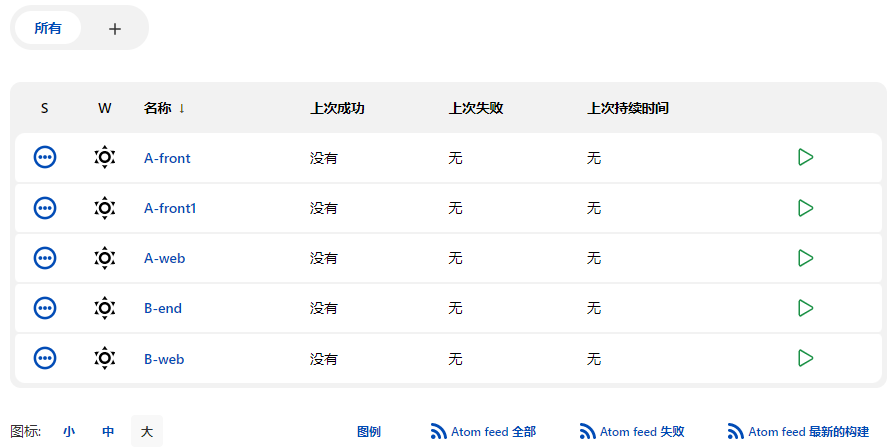 所有 +
S W 名称 ↓ 上次成功 上次失败 上次持续时间
A-front 没有 无 无
A-front1 没有 无 无
A-web 没有 无 无
B-end 没有 无 无
B-web 没有 无 无
图标: 小 中 大 图例 Atom feed 全部 Atom feed 失败 Atom feed 最新的构建